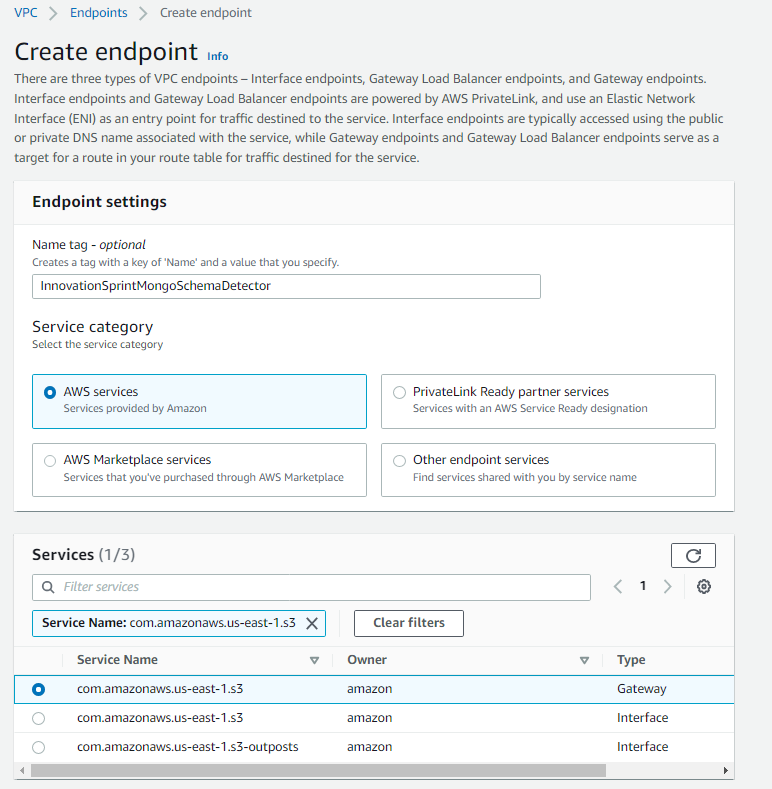 VPC > Endpoints > Create endpoint
Create endpoint Info
There are three types of VPC endpoints – Interface endpoints, Gateway Load Balancer endpoints, and Gateway endpoints.
Interface endpoints and Gateway Load Balancer endpoints are powered by AWS PrivateLink, and use an Elastic Network
Interface (ENI) as an entry point for traffic destined to the service. Interface endpoints are typically accessed using the public
or private DNS name associated with the service, while Gateway endpoints and Gateway Load Balancer endpoints serve as a
target for a route in your route table for traffic destined for the service.
Endpoint settings
Name tag - optional
Creates a tag with a key of 'Name' and a value that you specify.
InnovationSprintMongoSchemaDetector
Service category
Select the service category
AWS services
Services provided by Amazon
PrivateLink Ready partner services
Services with an AWS Service Ready designation
AWS Marketplace services
Services that you've purchased through AWS Marketplace
Other endpoint services
Find services shared with you by service name
Services (1/3)
Filter services
1
Service Name: com.amazonaws.us-east-1.s3
Clear filters
Service Name Owner Type
com.amazonaws.us-east-1.s3 amazon Gateway
com.amazonaws.us-east-1.s3 amazon Interface
com.amazonaws.us-east-1.s3-outposts amazon Interface